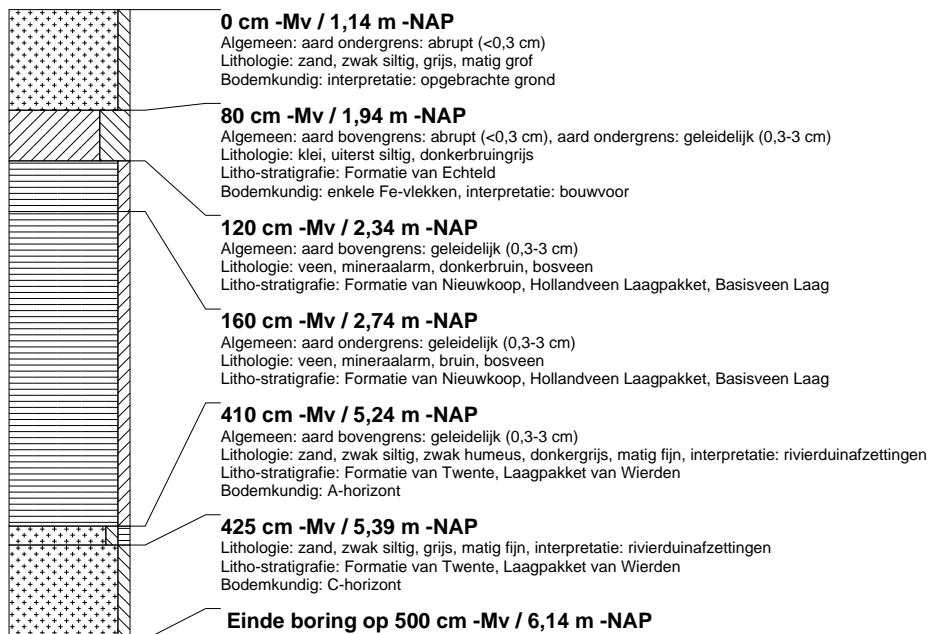 0 cm -Mv / 1,14 m -NAP
Algemeen: aard ondergrens: abrupt (<0,3 cm)
Lithologie: zand, zwak siltig, grijs, matig grof
Bodemkundig: interpretatie: opgebrachte grond
80 cm -Mv / 1,94 m -NAP
Algemeen: aard bovengrens: abrupt (<0,3 cm), aard ondergrens: geleidelijk (0,3-3 cm)
Lithologie: klei, uiterst siltig, donkerbruingrijs
Litho-stratigrafie: Formatie van Echteld
Bodemkundig: enkele Fe-vlekken, interpretatie: bouwvoor
120 cm -Mv / 2,34 m -NAP
Algemeen: aard bovengrens: geleidelijk (0,3-3 cm)
Lithologie: veen, mineraalarm, donkerbruin, bosveen
Litho-stratigrafie: Formatie van Nieuwkoop, Hollandveen Laagpakket, Basisveen Laag
160 cm -Mv / 2,74 m -NAP
Algemeen: aard ondergrens: geleidelijk (0,3-3 cm)
Lithologie: veen, mineraalarm, bruin, bosveen
Litho-stratigrafie: Formatie van Nieuwkoop, Hollandveen Laagpakket, Basisveen Laag
410 cm -Mv / 5,24 m -NAP
Algemeen: aard bovengrens: geleidelijk (0,3-3 cm)
Lithologie: zand, zwak siltig, zwak humeus, donkergrijs, matig fijn, interpretatie: rivierduinafzettingen
Litho-stratigrafie: Formatie van Twente, Laagpakket van Wierden
Bodemkundig: A-horizont
425 cm -Mv / 5,39 m -NAP
Lithologie: zand, zwak siltig, grijs, matig fijn, interpretatie: rivierduinafzettingen
Litho-stratigrafie: Formatie van Twente, Laagpakket van Wierden
Bodemkundig: C-horizont
Einde boring op 500 cm -Mv / 6,14 m -NAP